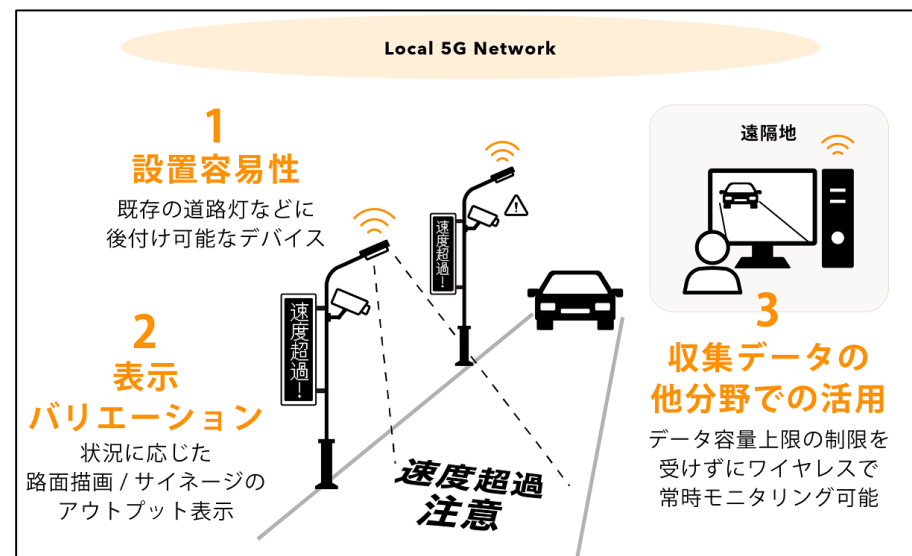 Local 5G Network
1
設置容易性
既存の道路灯などに
後付け可能なデバイス
2
表示
バリエーション
状況に応じた
路面描画 / サイネージの
アウトプット表示
速度超過！
速度超過！
速度超過
注意
遠隔地
3
収集データの
他分野での活用
データ容量上限の制限を
受けずにワイヤレスで
常時モニタリング可能